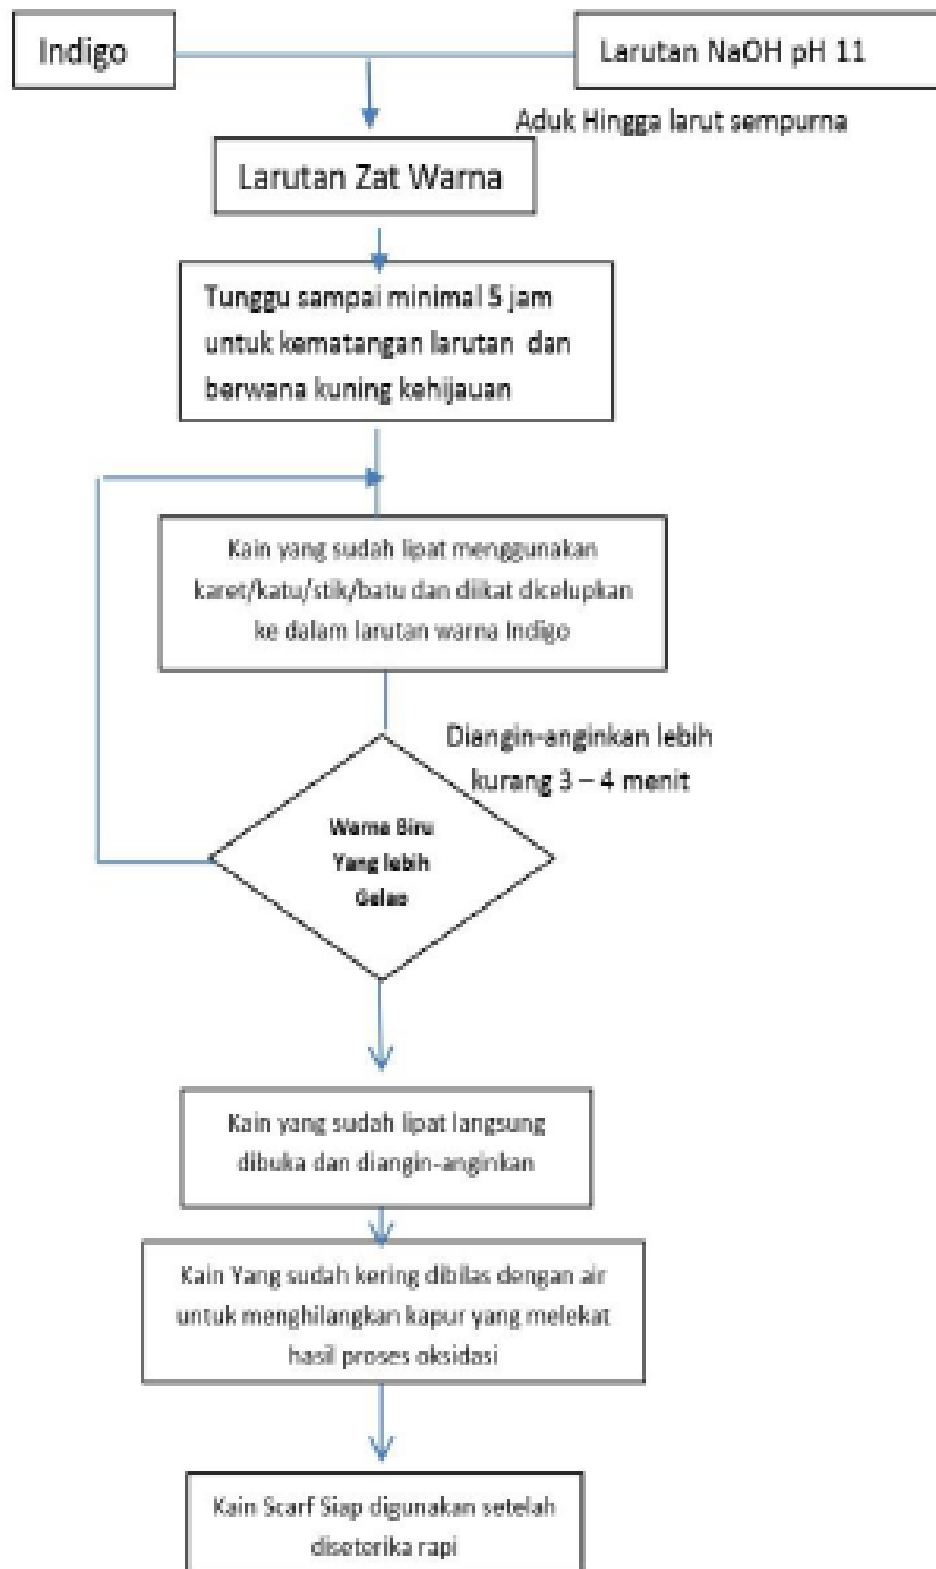 Indigo
Larutan NaOH pH 11
Aduk Hingga larut sempurna
Larutan Zat Warna
Tunggu sampai minimal 5 jam
untuk kematangan larutan dan
berwana kuning kehijauan
Kain yang sudah lipat menggunakan
karet/katu/stik/batu dan diikat dicelupkan
ke dalam larutan warna Indigo
Diangin-anginkan lebih
kurang 3 – 4 menit
Warna Biru
Yang lebih
Gelap
Kain yang sudah lipat langsung
dibuka dan diangin-anginkan
Kain Yang sudah kering dibilas dengan air
untuk menghilangkan kapur yang melekat
hasil proses oksidasi
Kain Scarf Siap digunakan setelah
diseterika rapi